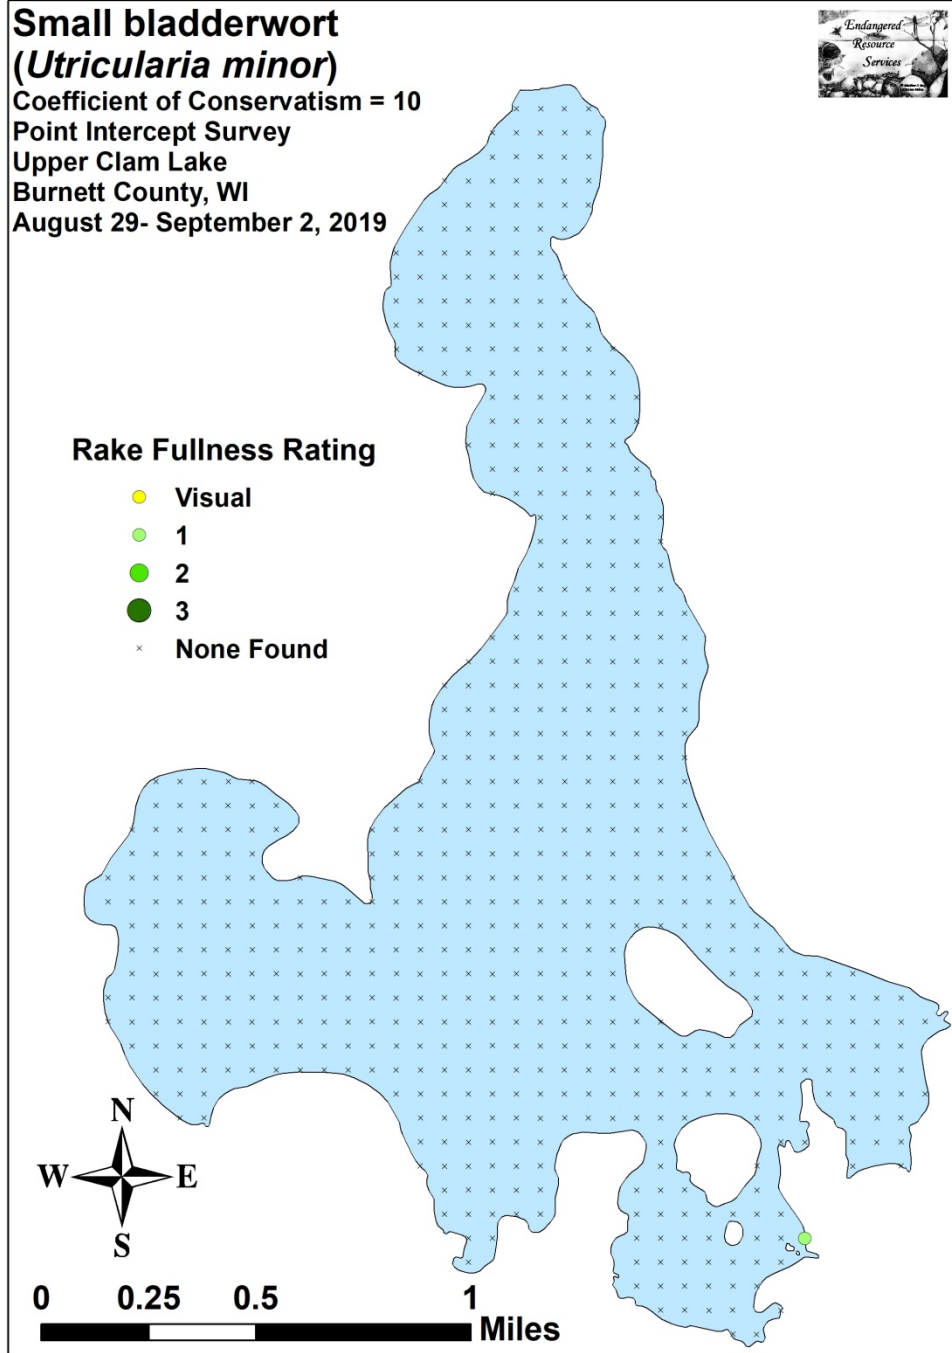 Small bladderwort
(Utricularia minor)
Coefficient of Conservatism = 10
Point Intercept Survey
Upper Clam Lake
Burnett County, WI
August 29- September 2, 2019
Endangered
Resource
Services
Rake Fullness Rating
Visual
1
2
3
None Found
N
W E
S
0 0.25 0.5 1
Miles